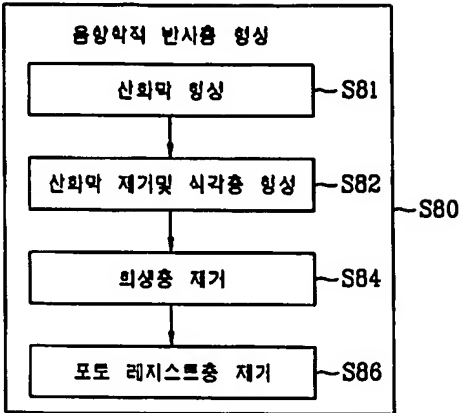 음향학적 반사층 형성
산화막 형성
S81
산화막 제거및 식각층 형성
S82
S80
희생층 제거
S84
포토 레지스트층 제거
S86